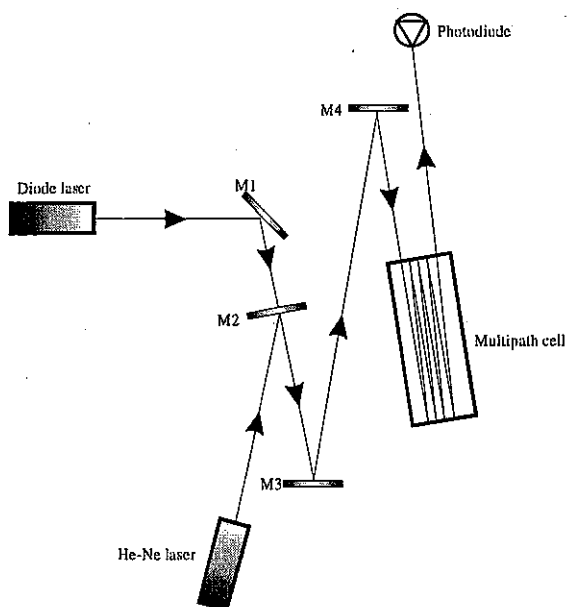 Photodiode
M4
M1
Diode laser
M2
Multipath cell
M3
He-Ne laser